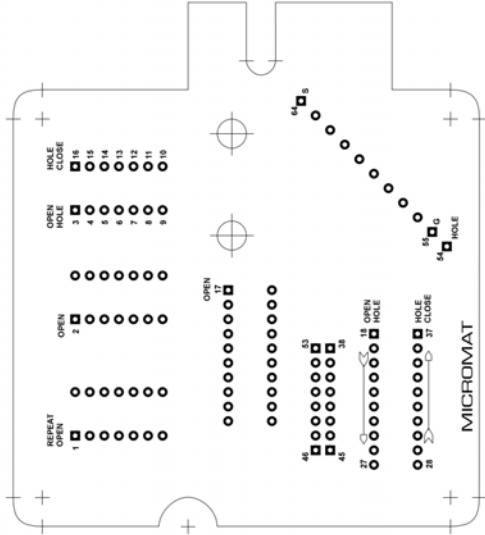 REPEAT
OPEN
1
OPEN
2
OPEN
HOLE
3
4
5
6
7
8
9
HOLE
CLOSE
16
15
14
13
12
11
10
OPEN
17
64 S
46 53
45 38
OPEN
HOLE
27 18
HOLE
CLOSE
28 37
55 G
54 HOLE
MICROMAT